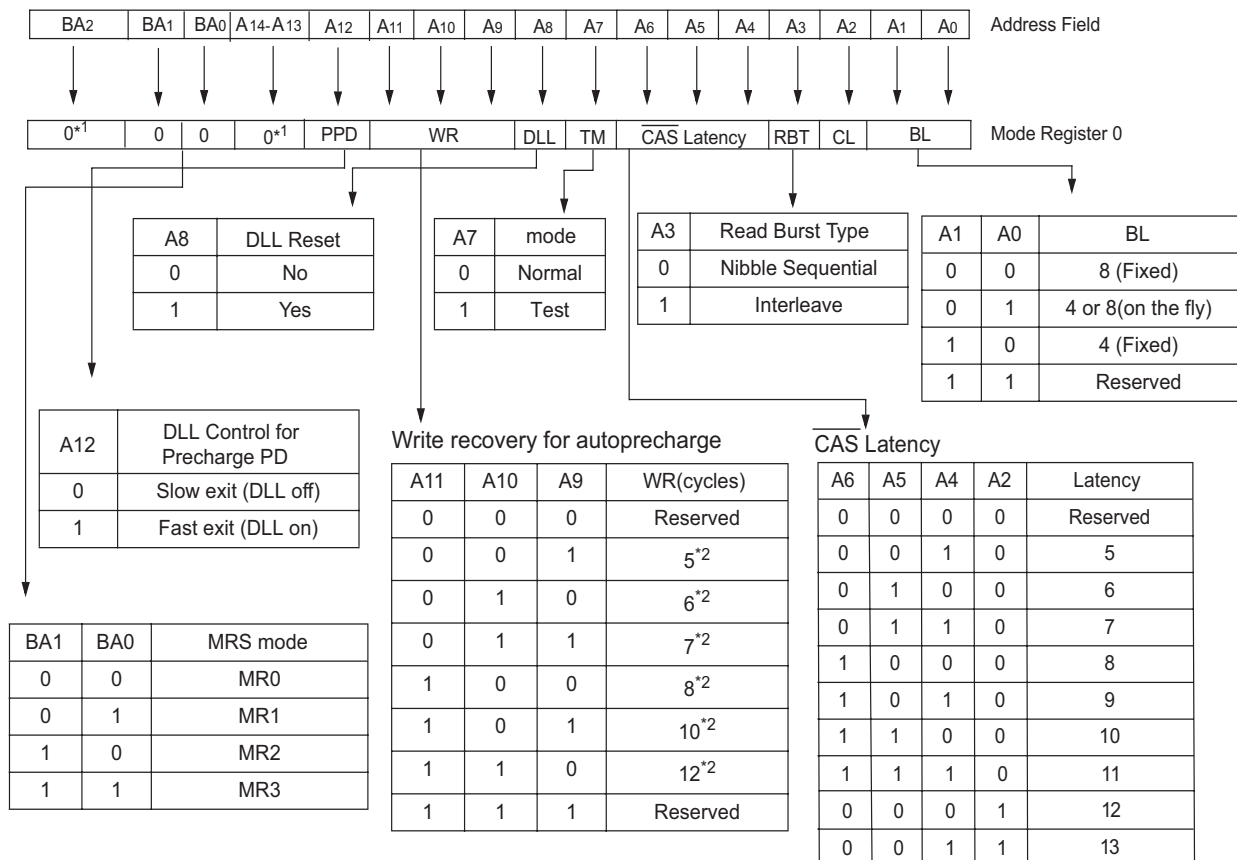 BA2 BA1 BA0 A14-A13 A12 A11 A10 A9 A8 A7 A6 A5 A4 A3 A2 A1 A0 Address Field
0*1 0 0 0*1 PPD WR DLL TM CAS Latency RBT CL BL Mode Register 0
A8 DLL Reset
0 No
1 Yes
A7 mode
0 Normal
1 Test
A3 Read Burst Type
0 Nibble Sequential
1 Interleave
A1 A0 BL
0 0 8 (Fixed)
0 1 4 or 8(on the fly)
1 0 4 (Fixed)
1 1 Reserved
A12 DLL Control for
Precharge PD
0 Slow exit (DLL off)
1 Fast exit (DLL on)
Write recovery for autoprecharge
A11 A10 A9 WR(cycles)
0 0 0 Reserved
0 0 1 5*2
0 1 0 6*2
0 1 1 7*2
1 0 0 8*2
1 0 1 10*2
1 1 0 12*2
1 1 1 Reserved
CAS Latency
A6 A5 A4 A2 Latency
0 0 0 0 Reserved
0 0 1 0 5
0 1 0 0 6
0 1 1 0 7
1 0 0 0 8
1 0 1 0 9
1 1 0 0 10
1 1 1 0 11
0 0 0 1 12
0 0 1 1 13
BA1 BA0 MRS mode
0 0 MR0
0 1 MR1
1 0 MR2
1 1 MR3